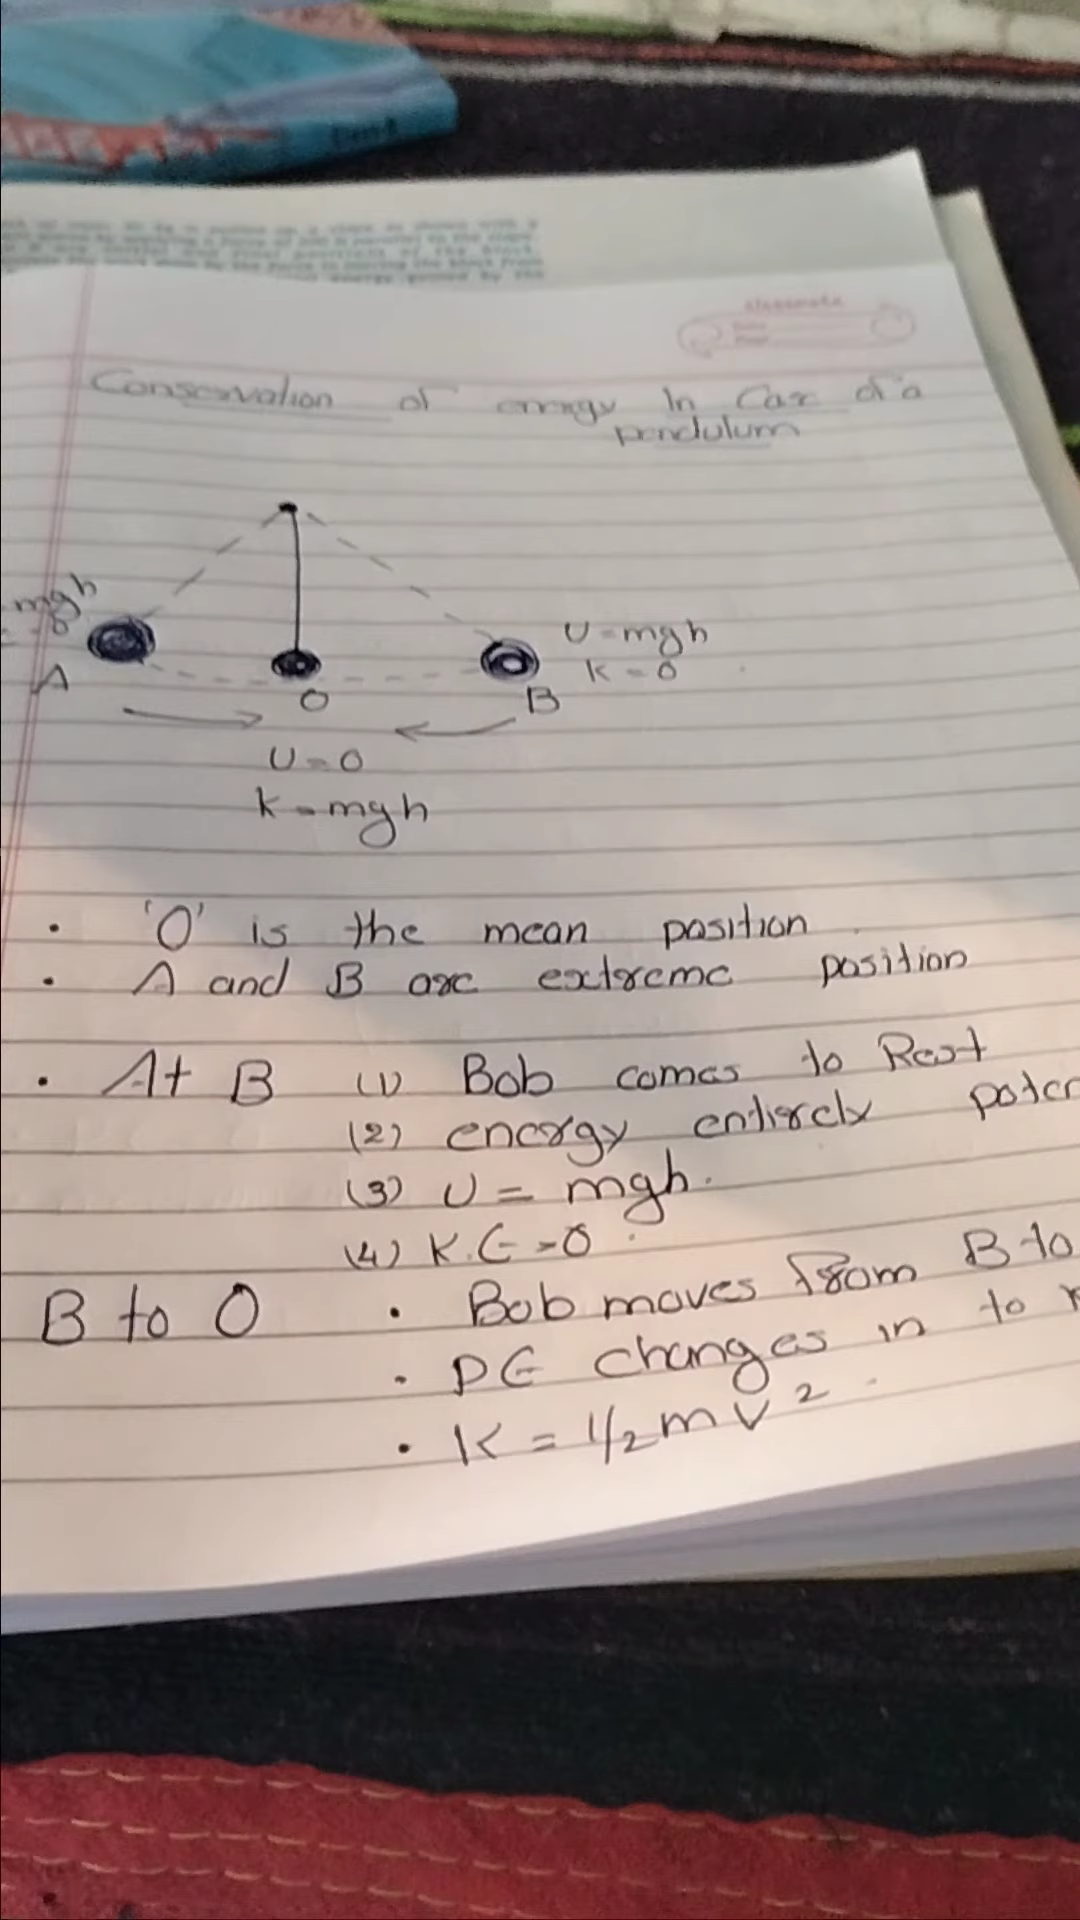 classmate
Conservation of energy In Case of a
pendulum
mgh
A
O
B
U = mgh
K = 0
U = 0
K = mgh
• 'O' is the mean position
• A and B are extreme position
• At B (1) Bob comes to Rest
(2) energy entirely poten
(3) U = mgh.
(4) K.E = 0
B to O • Bob moves from B to
• PE changes in to
• K = 1/2 mv²